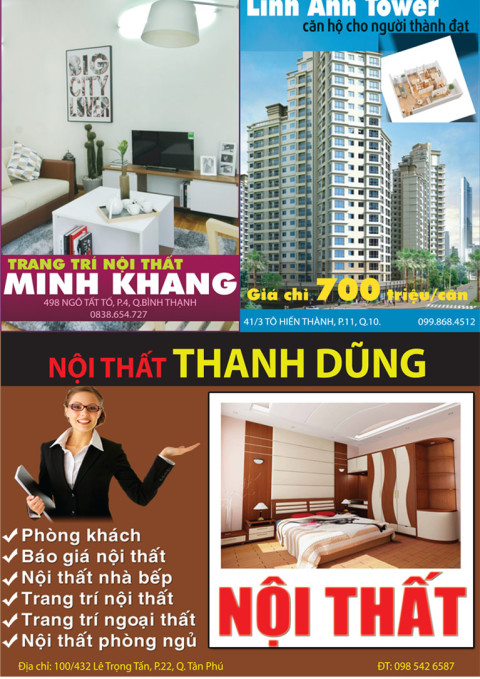 BIG
CITY
LOVER
TRANG TRÍ NỘI THẤT
MINH KHANG
498 NGÔ TẤT TỐ, P.4, Q.BÌNH THẠNH
0838.654.727
Linh Anh Tower
căn hộ cho người thành đạt
Giá chỉ 700 triệu/căn
41/3 TÔ HIẾN THÀNH, P.11, Q.10.
099.868.4512
NỘI THẤT THANH DŨNG
Phòng khách
Báo giá nội thất
Nội thất nhà bếp
Trang trí nội thất
Trang trí ngoại thất
Nội thất phòng ngủ
NỘI THẤT
Địa chỉ: 100/432 Lê Trọng Tấn, P.22, Q. Tân Phú
ĐT: 098 542 6587